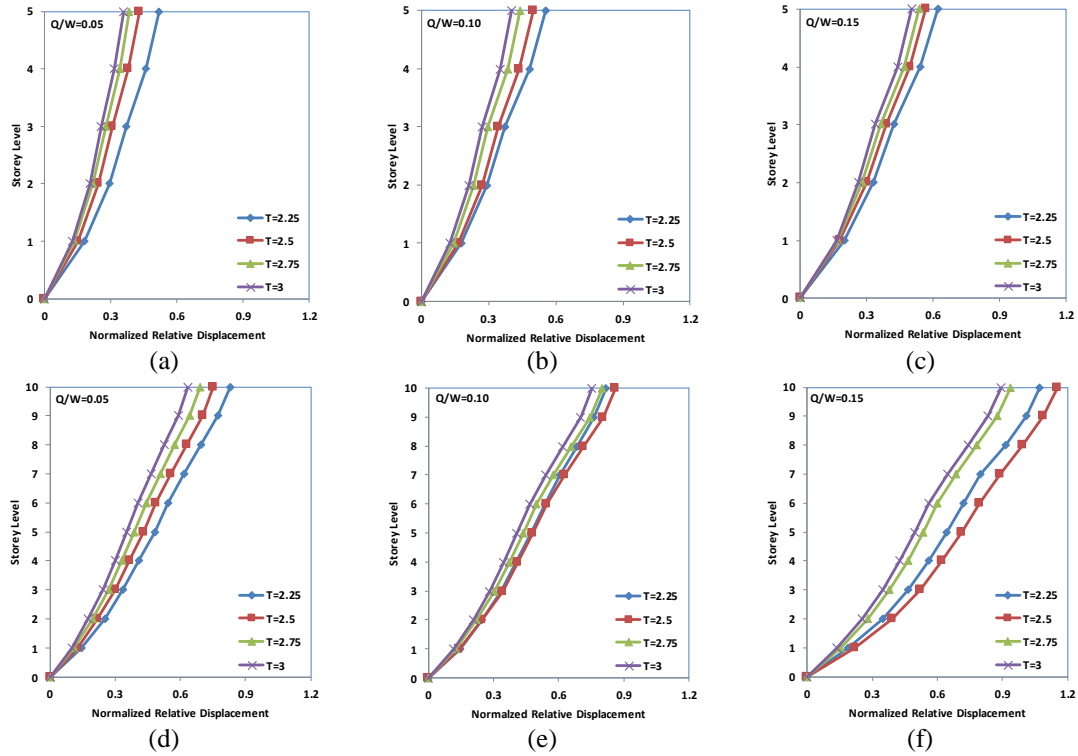 Q/W=0.05
5
4
3
2
1
0
Storey Level
T=2.25
T=2.5
T=2.75
T=3
0 0.3 0.6 0.9 1.2
Normalized Relative Displacement
(a)
Q/W=0.10
5
4
3
2
1
0
Storey Level
T=2.25
T=2.5
T=2.75
T=3
0 0.3 0.6 0.9 1.2
Normalized Relative Displacement
(b)
Q/W=0.15
5
4
3
2
1
0
Storey Level
T=2.25
T=2.5
T=2.75
T=3
0 0.3 0.6 0.9 1.2
Normalized Relative Displacement
(c)
Q/W=0.05
10
9
8
7
6
5
4
3
2
1
0
Storey Level
T=2.25
T=2.5
T=2.75
T=3
0 0.3 0.6 0.9 1.2
Normalized Relative Displacement
(d)
Q/W=0.10
10
9
8
7
6
5
4
3
2
1
0
Storey Level
T=2.25
T=2.5
T=2.75
T=3
0 0.3 0.6 0.9 1.2
Normalized Relative Displacement
(e)
Q/W=0.15
10
9
8
7
6
5
4
3
2
1
0
Storey Level
T=2.25
T=2.5
T=2.75
T=3
0 0.3 0.6 0.9 1.2
Normalized Relative Displacement
(f)